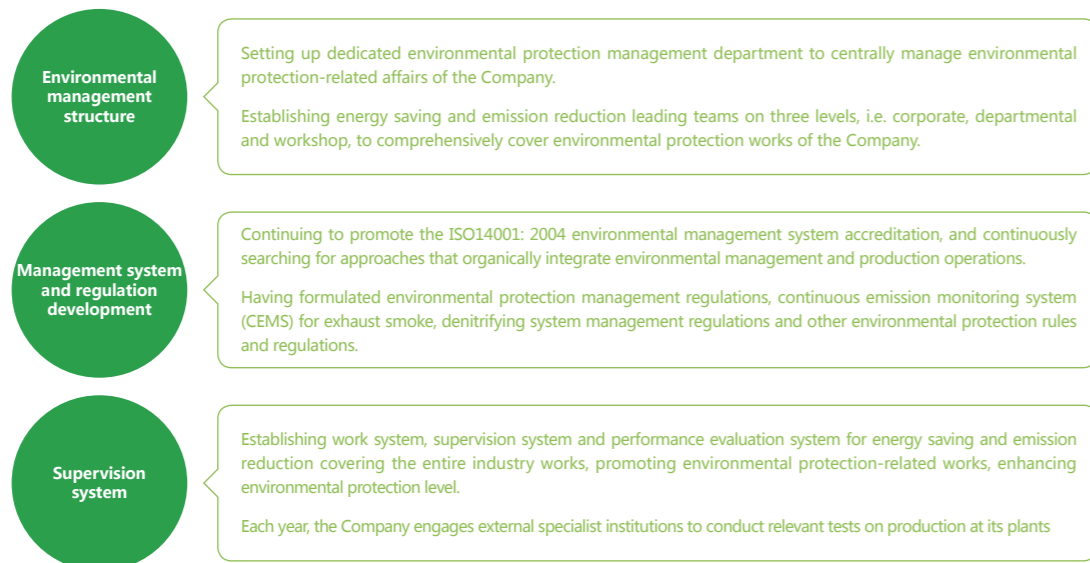 Environmental
management
structure
Setting up dedicated environmental protection management department to centrally manage environmental
protection-related affairs of the Company.
Establishing energy saving and emission reduction leading teams on three levels, i.e. corporate, departmental
and workshop, to comprehensively cover environmental protection works of the Company.
Management system
and regulation
development
Continuing to promote the ISO14001: 2004 environmental management system accreditation, and continuously
searching for approaches that organically integrate environmental management and production operations.
Having formulated environmental protection management regulations, continuous emission monitoring system
(CEMS) for exhaust smoke, denitrifying system management regulations and other environmental protection rules
and regulations.
Supervision
system
Establishing work system, supervision system and performance evaluation system for energy saving and emission
reduction covering the entire industry works, promoting environmental protection-related works, enhancing
environmental protection level.
Each year, the Company engages external specialist institutions to conduct relevant tests on production at its plants